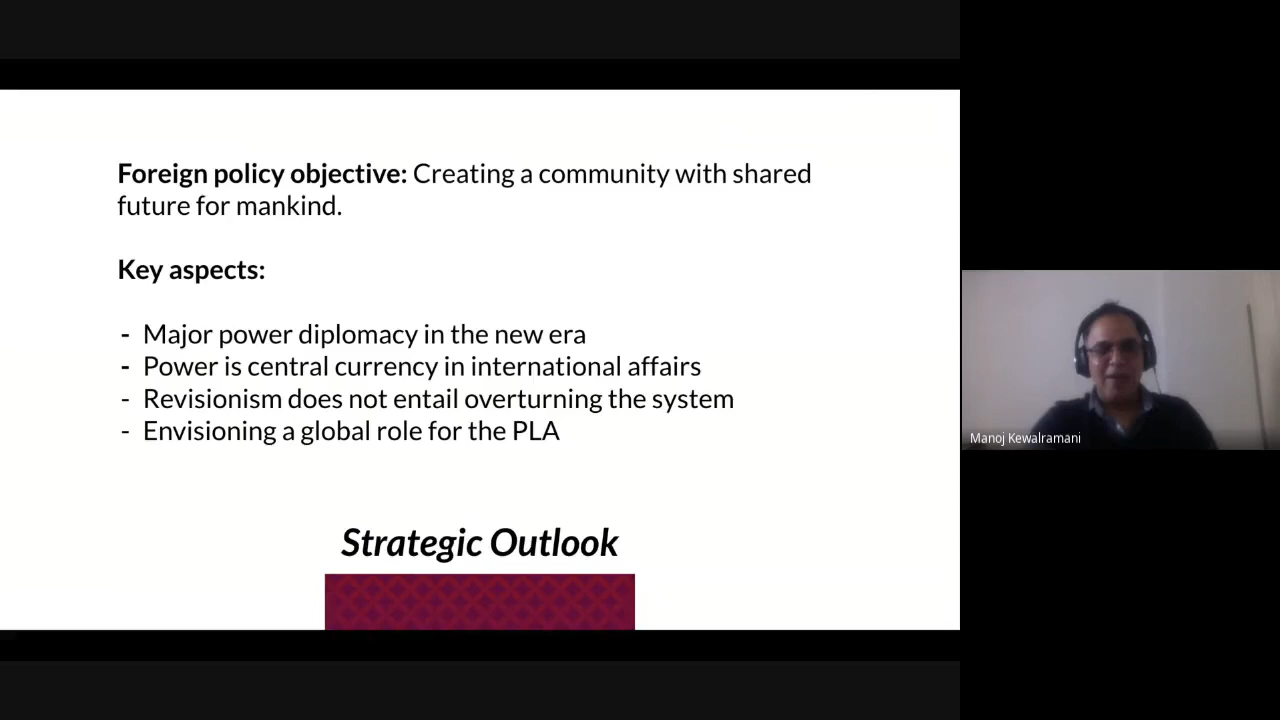 Foreign policy objective: Creating a community with shared
future for mankind.
Key aspects:
- Major power diplomacy in the new era
- Power is central currency in international affairs
- Revisionism does not entail overturning the system
- Envisioning a global role for the PLA
Strategic Outlook
Manoj Kewalramani